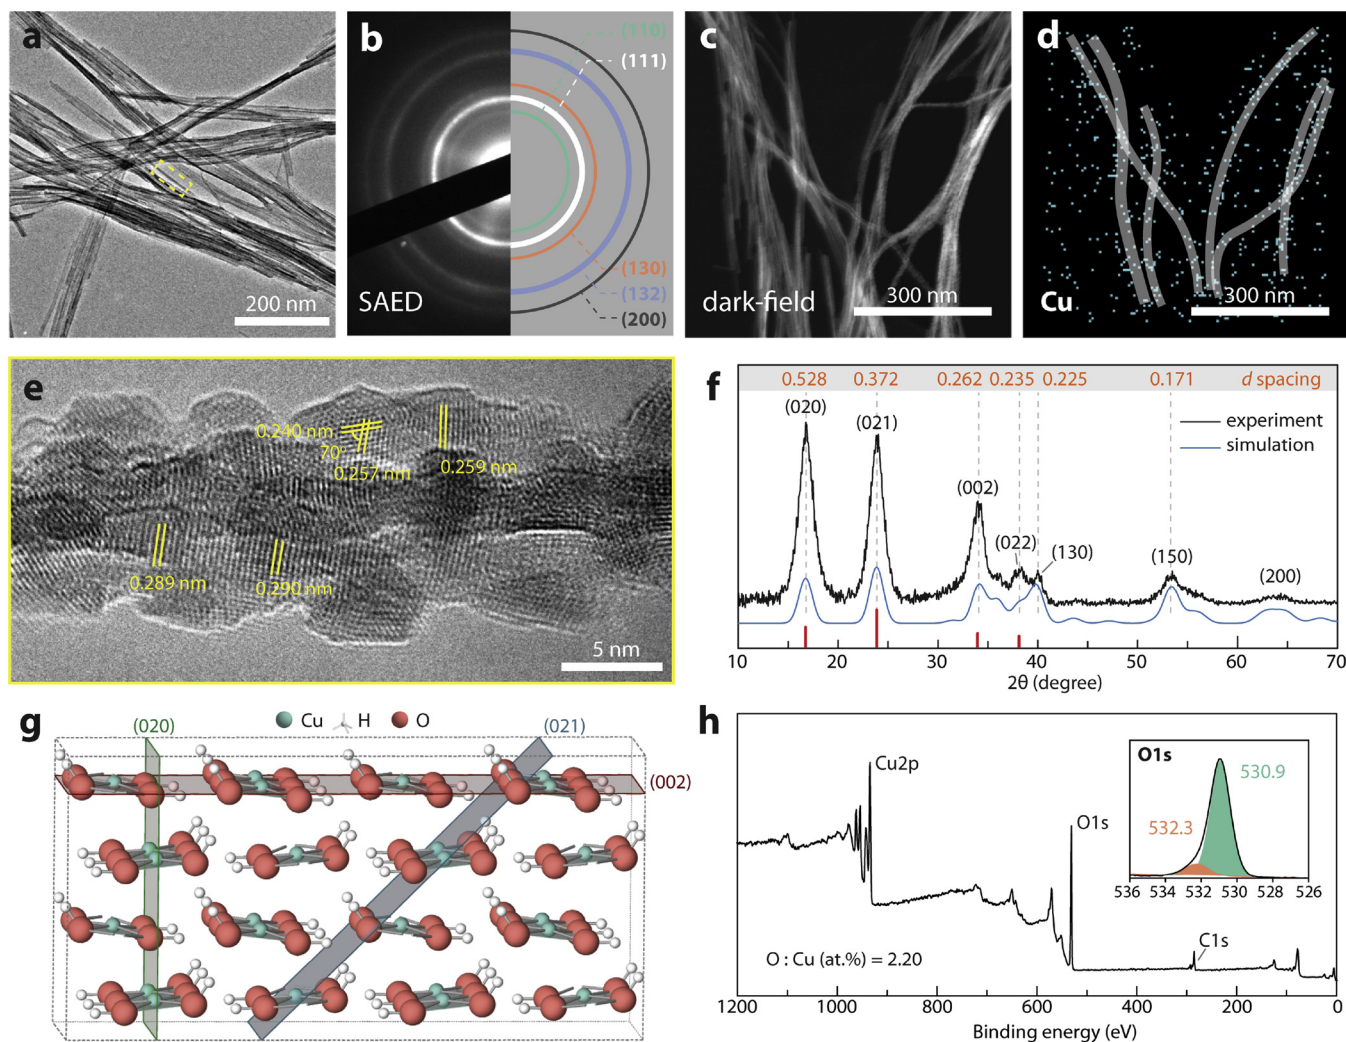 a
200 nm
b
(110)
(111)
(130)
(132)
(200)
SAED
c
dark-field
300 nm
d
Cu
300 nm
e
0.240 nm
70°
0.257 nm
0.259 nm
0.289 nm
0.290 nm
5 nm
f
0.528 0.372 0.262 0.235 0.225 0.171 d spacing
(020)
(021)
(002)
(022)
(130)
(150)
(200)
experiment
simulation
10 20 30 40 50 60 70
2θ (degree)
g
Cu H O
(020)
(021)
(002)
h
Cu2p
O1s
C1s
O : Cu (at.%) = 2.20
O1s
530.9
532.3
536 534 532 530 528 526
1200 1000 800 600 400 200 0
Binding energy (eV)